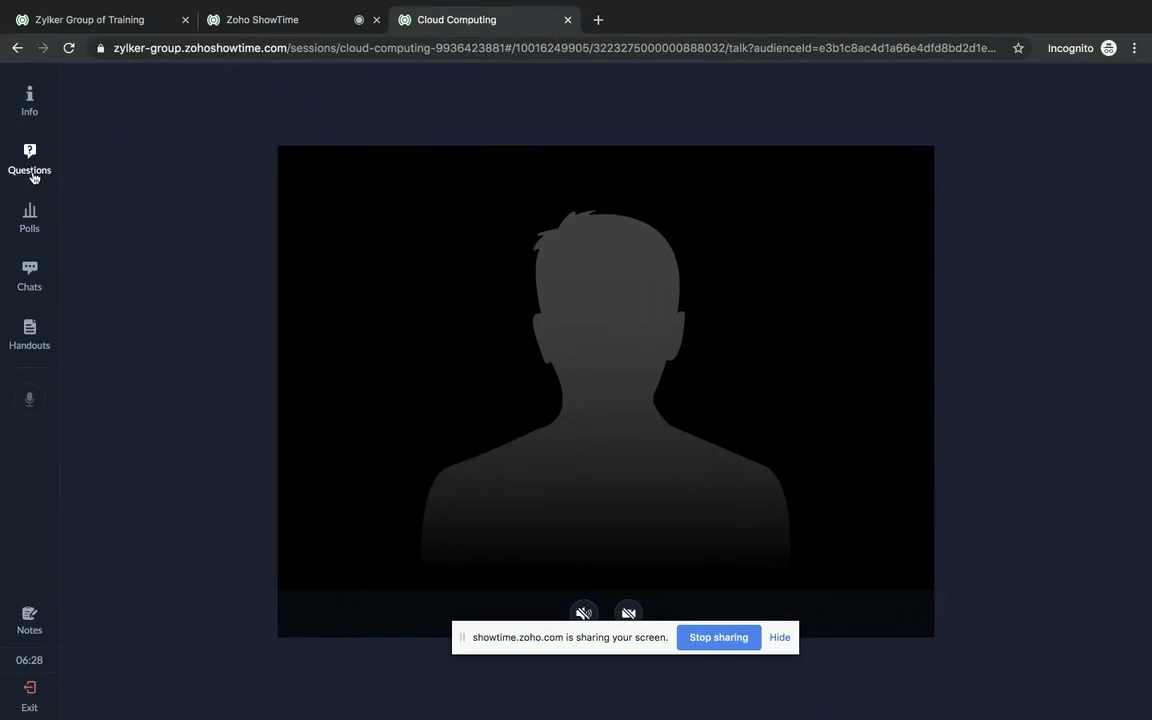 Zylker Group of Training
Zoho ShowTime
Cloud Computing
zylker-group.zohoshowtime.com/sessions/cloud-computing-9936423881#/10016249905/3223275000000888032/talk?audienceId=e3b1c8ac4d1a66e4dfd8bd2d1e...
Incognito
Info
Questions
Polls
Chats
Handouts
showtime.zoho.com is sharing your screen.
Stop sharing
Hide
Notes
06:28
Exit